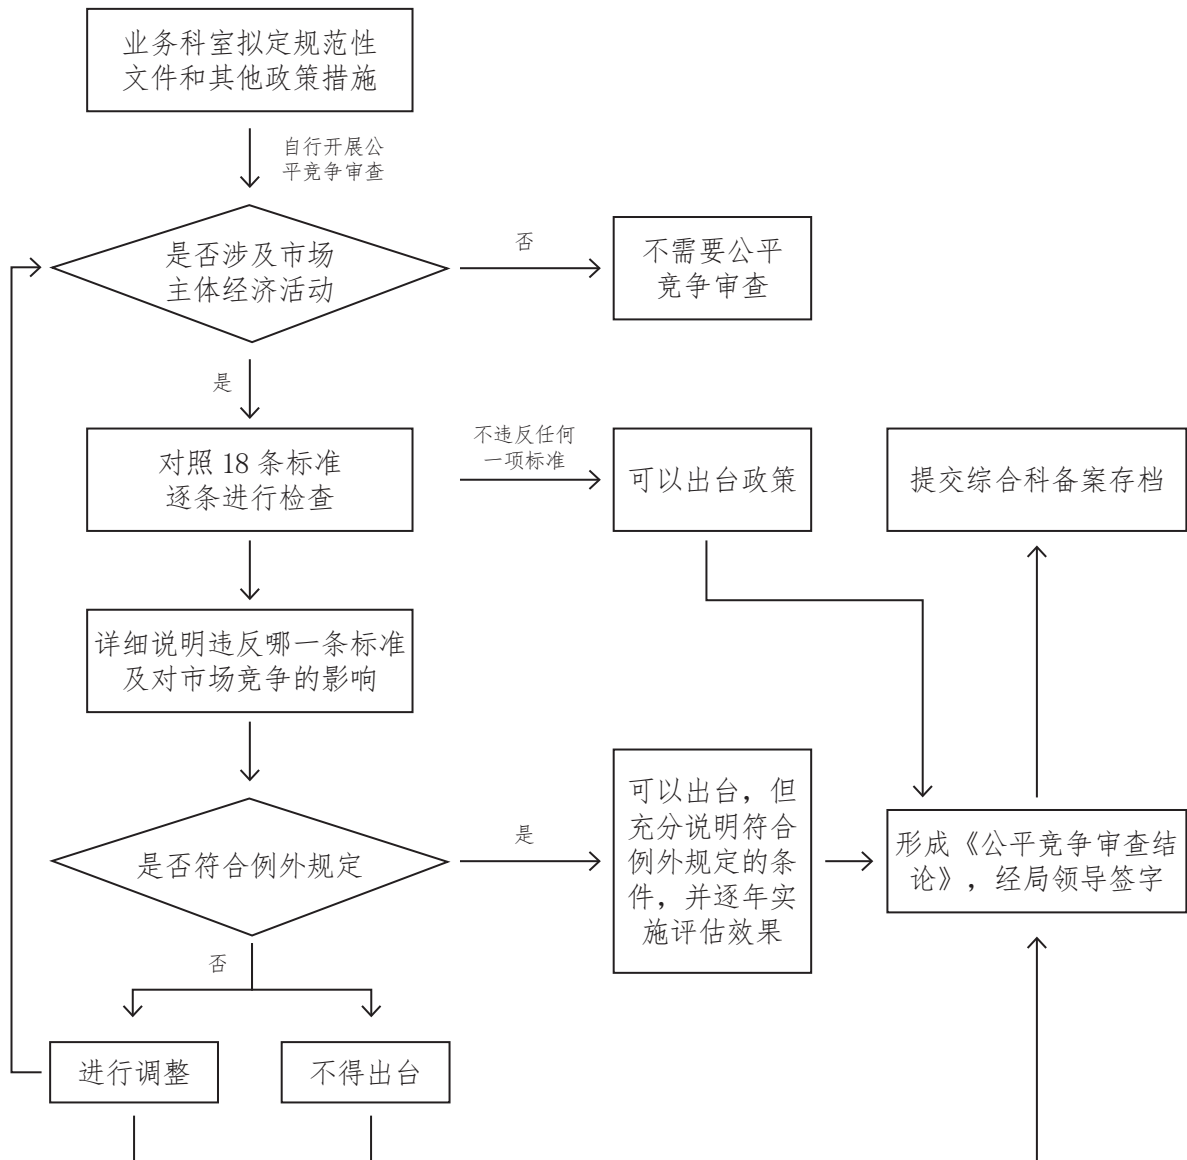 业务科室拟定规范性
文件和其他政策措施
自行开展公
平竞争审查
是否涉及市场
主体经济活动
否
不需要公平
竞争审查
是
对照 18 条标准
逐条进行检查
不违反任何
一项标准
可以出台政策
提交综合科备案存档
详细说明违反哪一条标准
及对市场竞争的影响
是否符合例外规定
是
可以出台，但
充分说明符合
例外规定的条
件，并逐年实
施评估效果
形成《公平竞争审查结
论》，经局领导签字
否
进行调整
不得出台